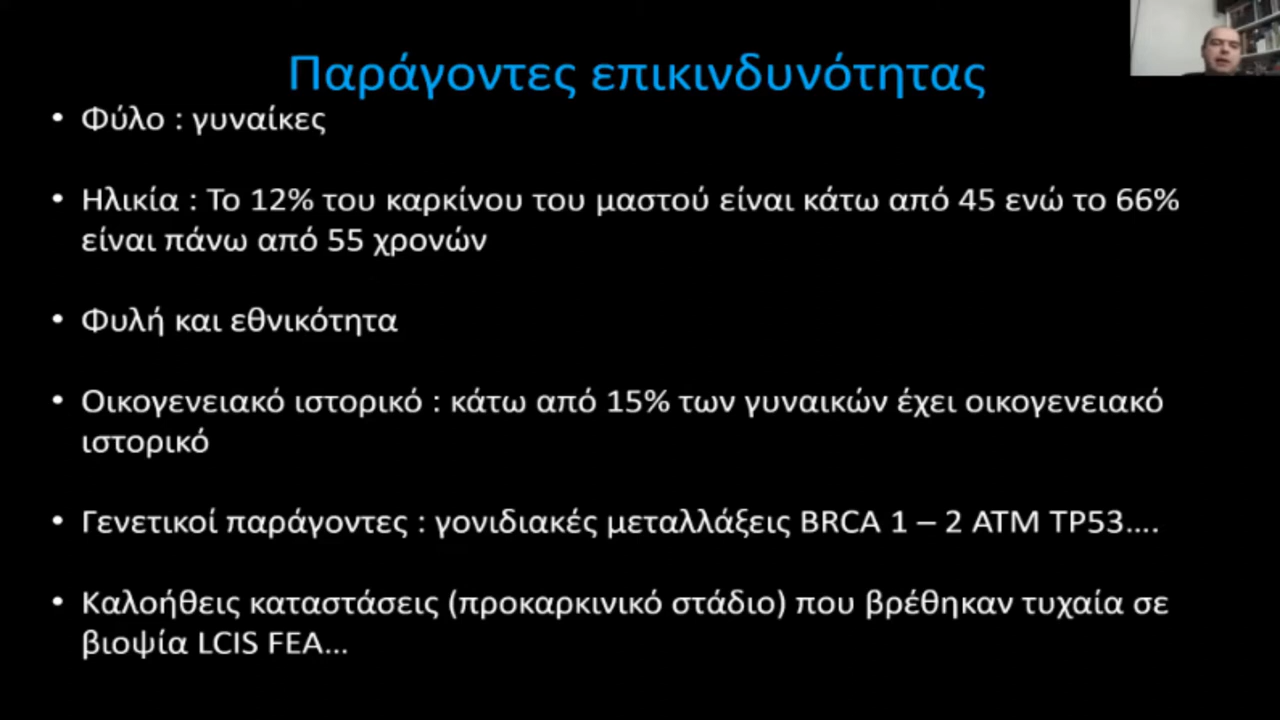 Παράγοντες επικινδυνότητας
• Φύλο : γυναίκες
• Ηλικία : Το 12% του καρκίνου του μαστού είναι κάτω από 45 ενώ το 66%
είναι πάνω από 55 χρονών
• Φυλή και εθνικότητα
• Οικογενειακό ιστορικό : κάτω από 15% των γυναικών έχει οικογενειακό
ιστορικό
• Γενετικοί παράγοντες : γονιδιακές μεταλλάξεις BRCA 1 – 2 ATM TP53....
• Καλοήθεις καταστάσεις (προκαρκινικό στάδιο) που βρέθηκαν τυχαία σε
βιοψία LCIS FEA...